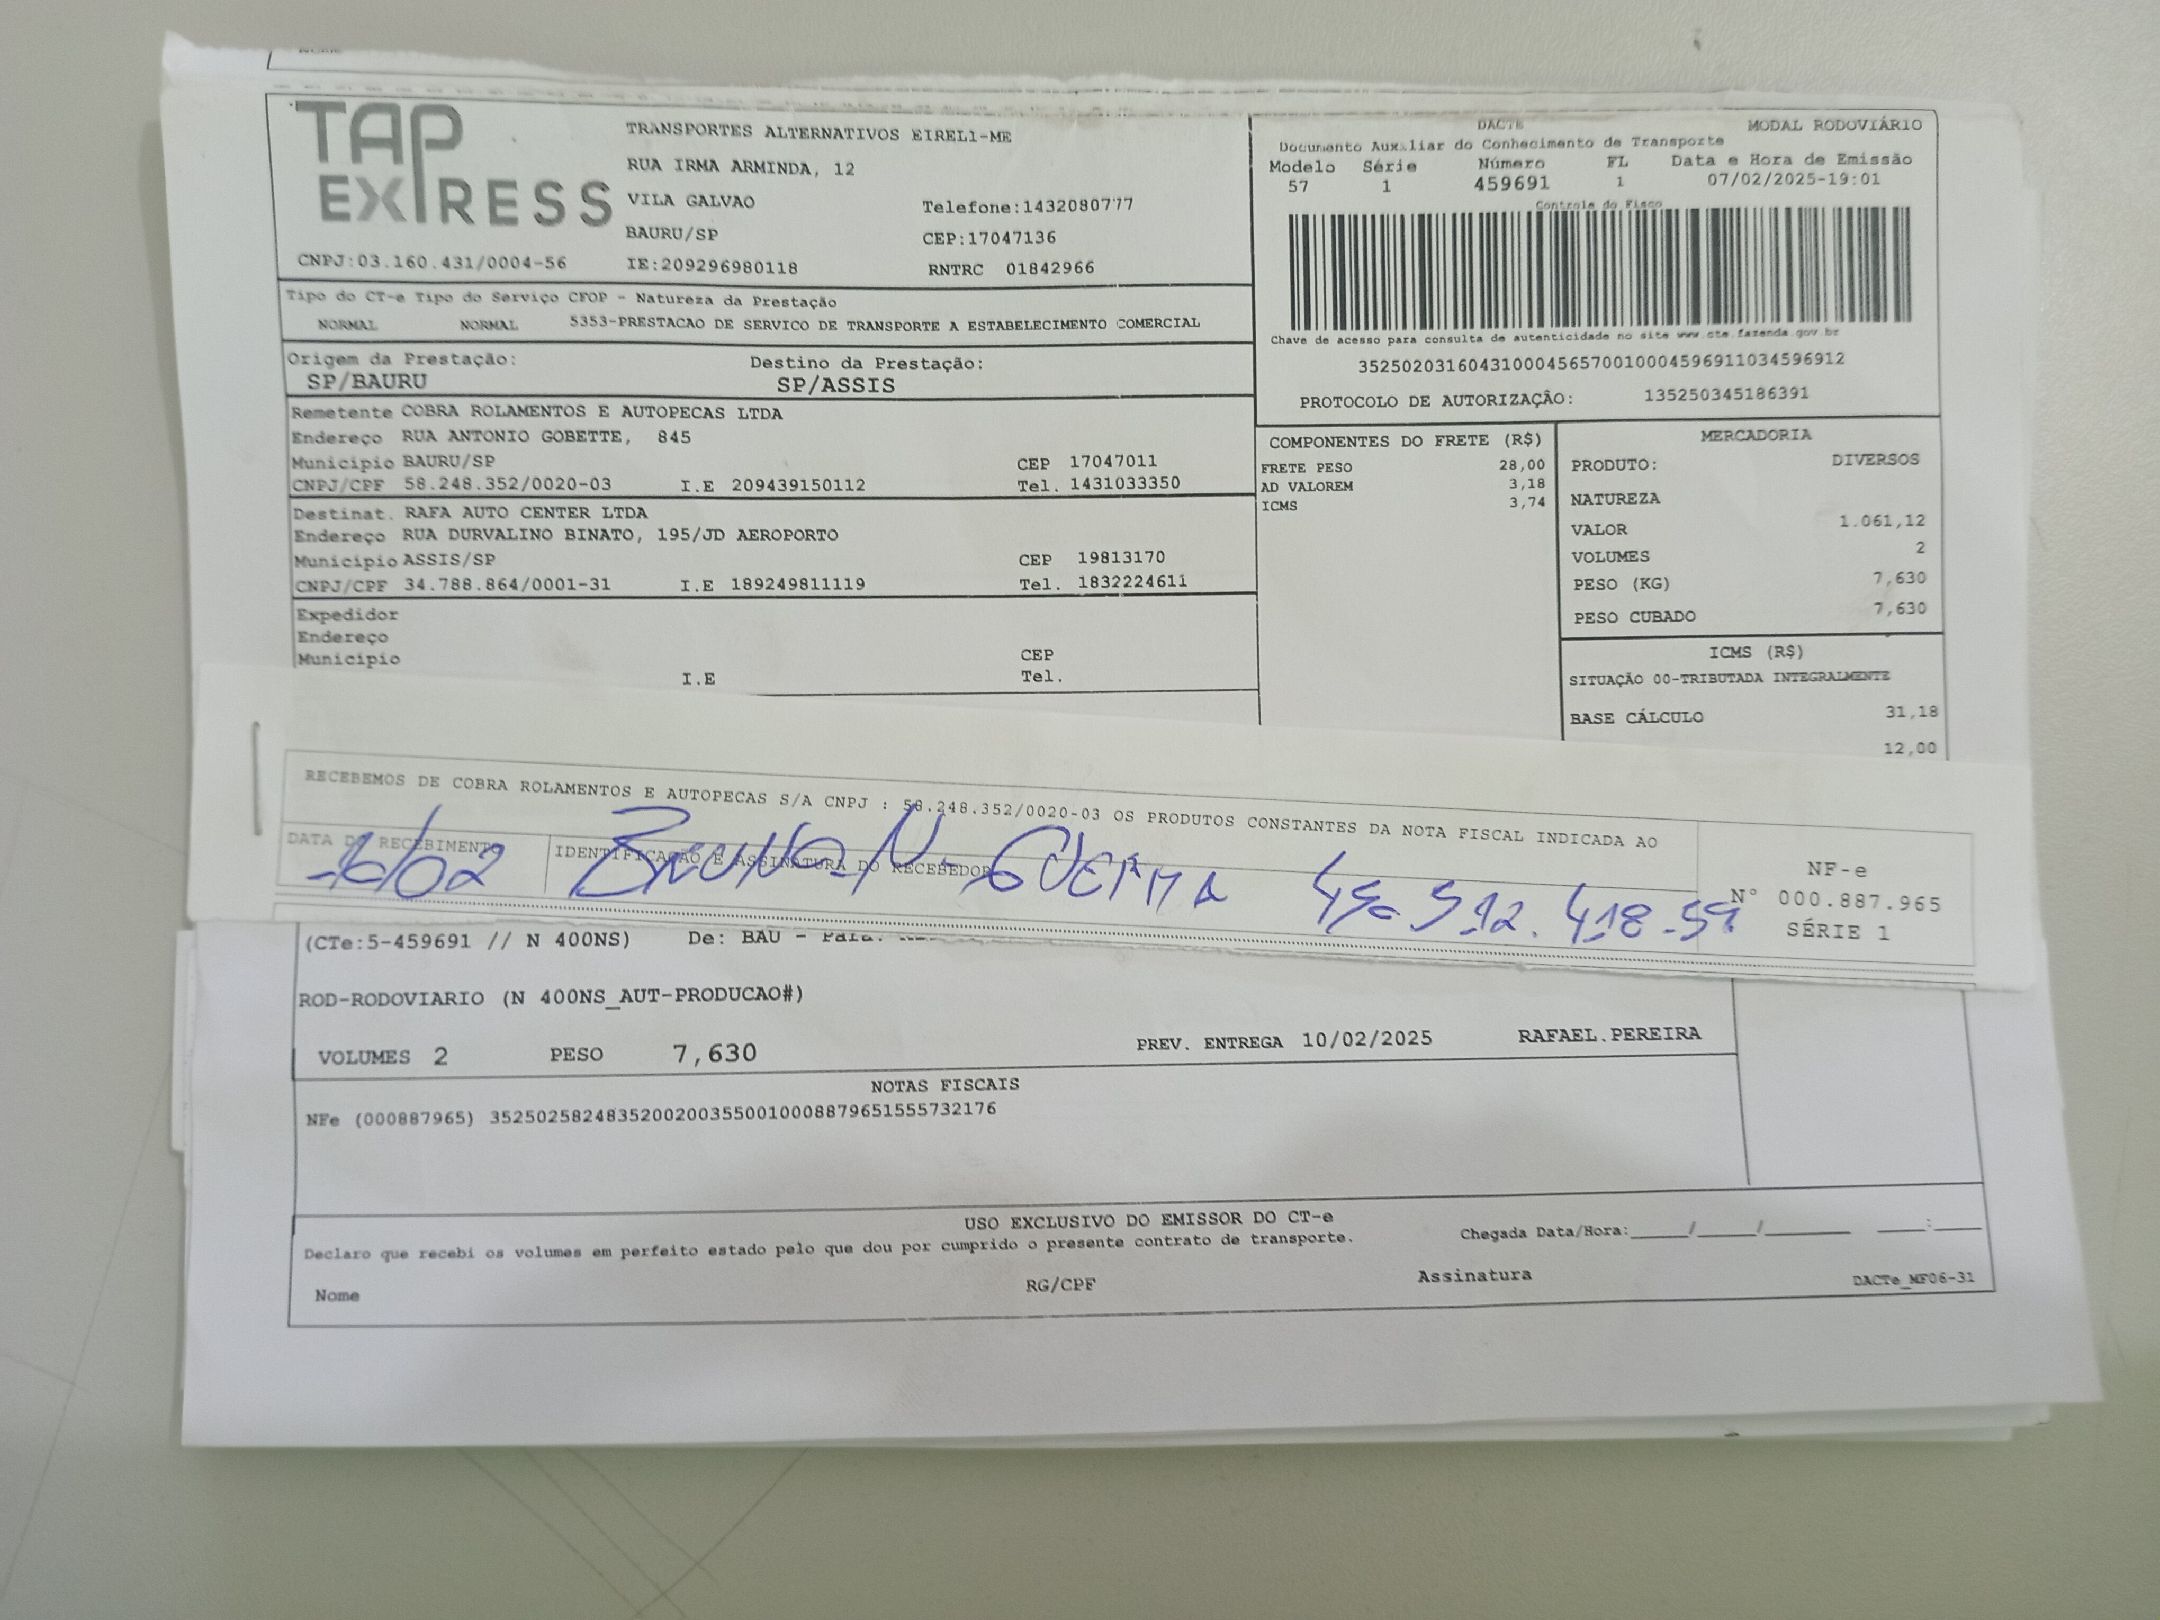 TAP
EXPRESS
TRANSPORTES ALTERNATIVOS EIRELI-ME
RUA IRMA ARMINDA, 12
VILA GALVAO Telefone:1432080777
BAURU/SP CEP:17047136
CNPJ:03.160.431/0004-56 IE:209296980118 RNTRC 01842966
DACTE MODAL RODOVIÁRIO
Documento Auxiliar do Conhecimento de Transporte
Modelo Série Número FL Data e Hora de Emissão
57 1 459691 1 07/02/2025-19:01
Controle do Fisco
Chave de acesso para consulta de autenticidade no site www.cte.fazenda.gov.br
35250203160431000456570010004596911034596912
PROTOCOLO DE AUTORIZAÇÃO: 135250345186391
Tipo do CT-e Tipo do Serviço CFOP - Natureza da Prestação
NORMAL NORMAL 5353-PRESTACAO DE SERVICO DE TRANSPORTE A ESTABELECIMENTO COMERCIAL
Origem da Prestação: Destino da Prestação:
SP/BAURU SP/ASSIS
Remetente COBRA ROLAMENTOS E AUTOPECAS LTDA
Endereço RUA ANTONIO GOBETTE, 845
Município BAURU/SP CEP 17047011
CNPJ/CPF 58.248.352/0020-03 I.E 209439150112 Tel. 1431033350
Destinat. RAFA AUTO CENTER LTDA
Endereço RUA DURVALINO BINATO, 195/JD AEROPORTO
Município ASSIS/SP CEP 19813170
CNPJ/CPF 34.788.864/0001-31 I.E 189249811119 Tel. 1832224611
Expedidor
Endereço
Município CEP
I.E Tel.
COMPONENTES DO FRETE (R$)
FRETE PESO 28,00
AD VALOREM 3,18
ICMS 3,74
MERCADORIA
PRODUTO: DIVERSOS
NATUREZA
VALOR 1.061,12
VOLUMES 2
PESO (KG) 7,630
PESO CUBADO 7,630
ICMS (R$)
SITUAÇÃO 00-TRIBUTADA INTEGRALMENTE
BASE CÁLCULO 31,18
12,00
RECEBEMOS DE COBRA ROLAMENTOS E AUTOPECAS S/A CNPJ : 58.248.352/0020-03 OS PRODUTOS CONSTANTES DA NOTA FISCAL INDICADA AO
DATA DO RECEBIMENTO IDENTIFICAÇÃO E ASSINATURA DO RECEBEDOR
/02 BRUNO N GUERRA
NF-e
Nº 000.887.965
SÉRIE 1
(CTe:5-459691 // N 400NS) De: BAU - Para:
ROD-RODOVIARIO (N 400NS_AUT-PRODUCAO#)
VOLUMES 2 PESO 7,630 PREV. ENTREGA 10/02/2025 RAFAEL.PEREIRA
NOTAS FISCAIS
NFe (000887965) 35250258248352002003550010008879651555732176
USO EXCLUSIVO DO EMISSOR DO CT-e
Declaro que recebi os volumes em perfeito estado pelo que dou por cumprido o presente contrato de transporte. Chegada Data/Hora:____/____/______ ____:____
Nome RG/CPF Assinatura DACTe_MF06-31